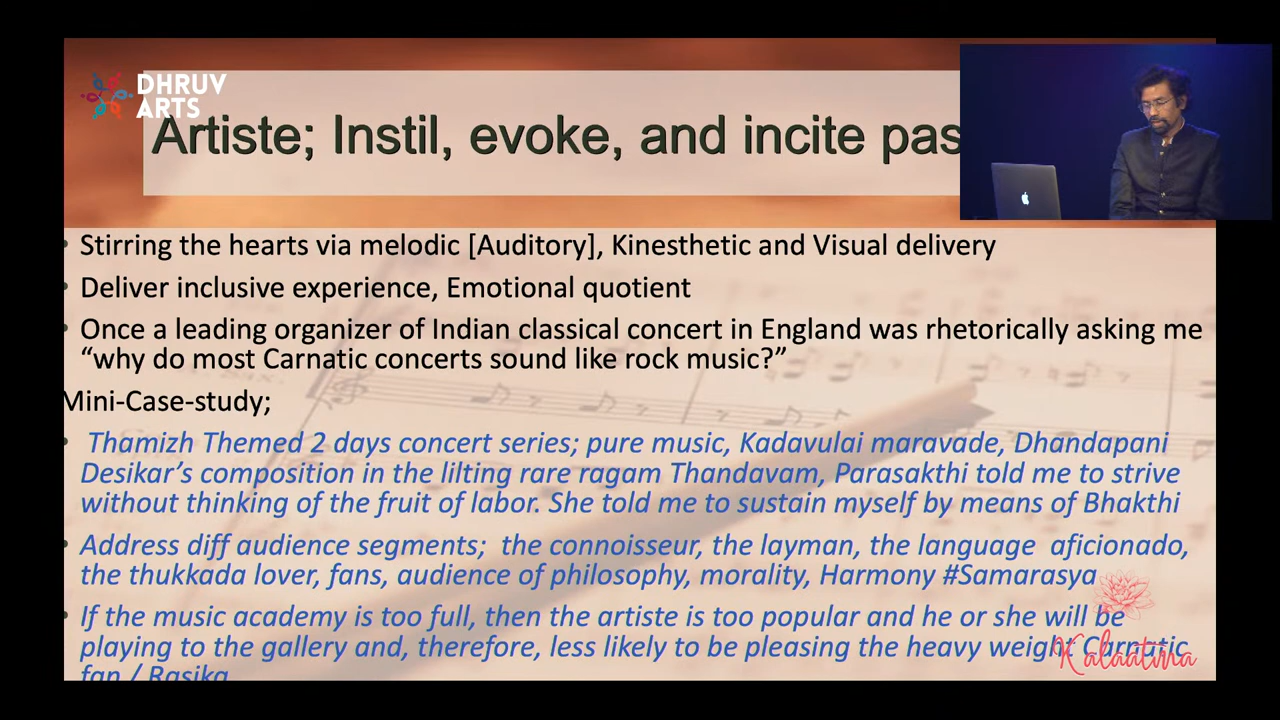 DHRUV
ARTS
Artiste; Instil, evoke, and incite pas
• Stirring the hearts via melodic [Auditory], Kinesthetic and Visual delivery
• Deliver inclusive experience, Emotional quotient
• Once a leading organizer of Indian classical concert in England was rhetorically asking me
“why do most Carnatic concerts sound like rock music?”
Mini-Case-study;
• Thamizh Themed 2 days concert series; pure music, Kadavulai maravade, Dhandapani
Desikar’s composition in the lilting rare ragam Thandavam, Parasakthi told me to strive
without thinking of the fruit of labor. She told me to sustain myself by means of Bhakthi
• Address diff audience segments; the connoisseur, the layman, the language aficionado,
the thukkada lover, fans, audience of philosophy, morality, Harmony #Samarasya
• If the music academy is too full, then the artiste is too popular and he or she will be
playing to the gallery and, therefore, less likely to be pleasing the heavy weight Carnatic
fan / Rasika
Kalaatma